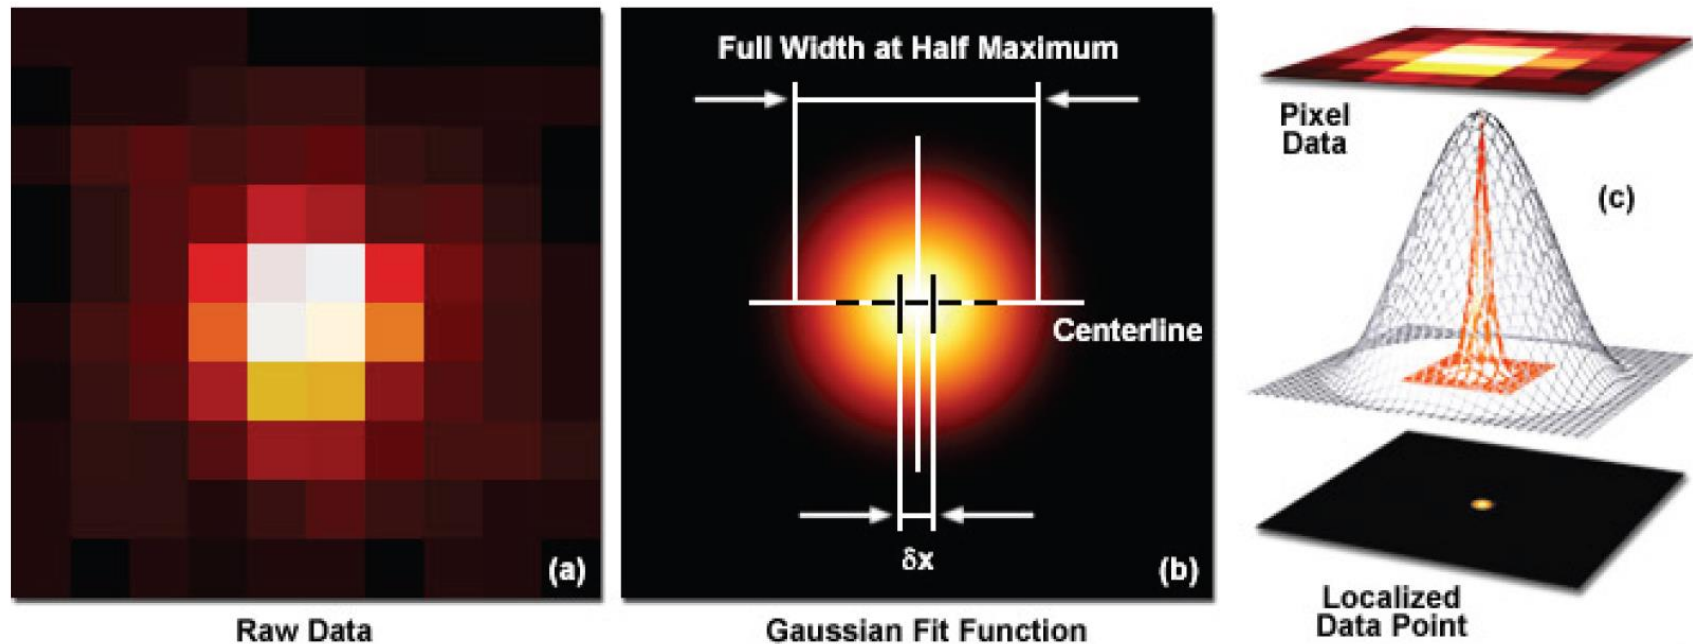 (a)
Raw Data
Full Width at Half Maximum
Centerline
δx
(b)
Gaussian Fit Function
Pixel
Data
(c)
Localized
Data Point